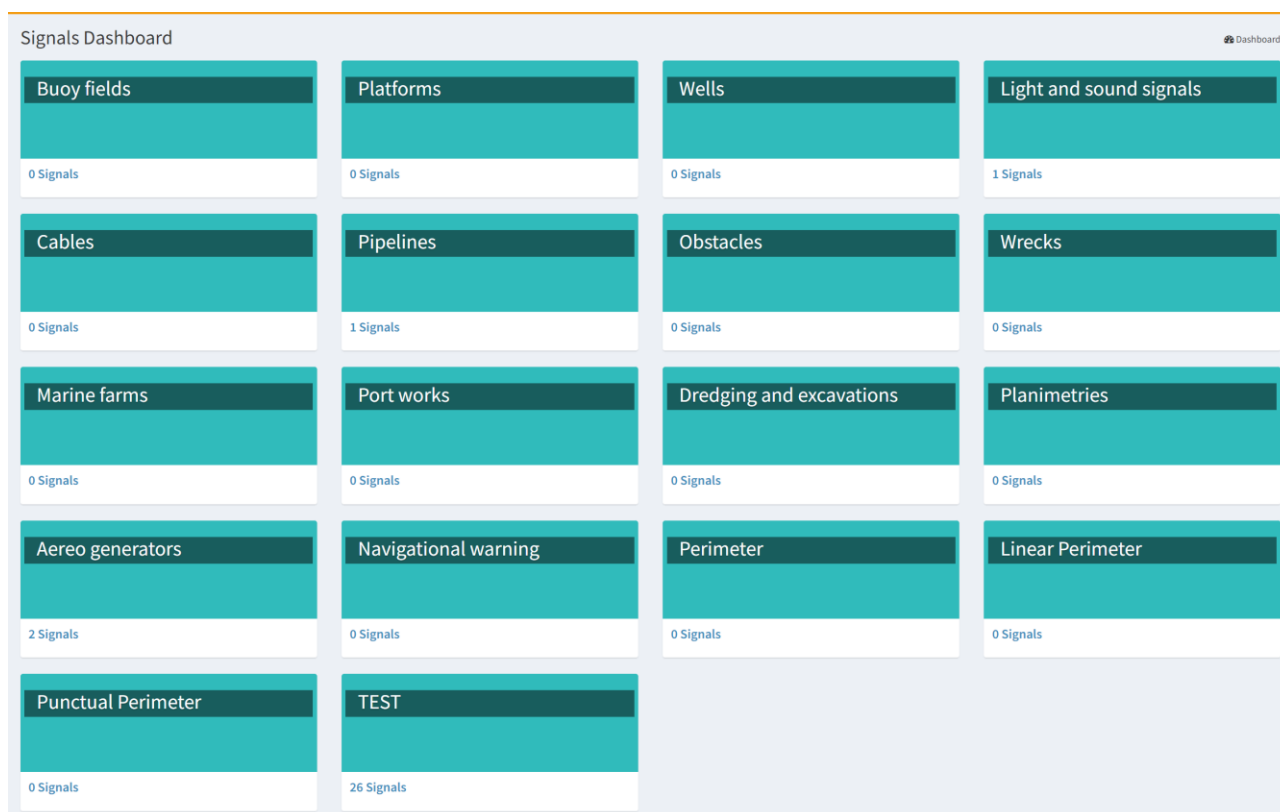 Signals Dashboard
Dashboard
Buoy fields
Platforms
Wells
Light and sound signals
0 Signals
0 Signals
0 Signals
1 Signals
Cables
Pipelines
Obstacles
Wrecks
0 Signals
1 Signals
0 Signals
0 Signals
Marine farms
Port works
Dredging and excavations
Planimetries
0 Signals
0 Signals
0 Signals
0 Signals
Aereo generators
Navigational warning
Perimeter
Linear Perimeter
2 Signals
0 Signals
0 Signals
0 Signals
Punctual Perimeter
TEST
0 Signals
26 Signals